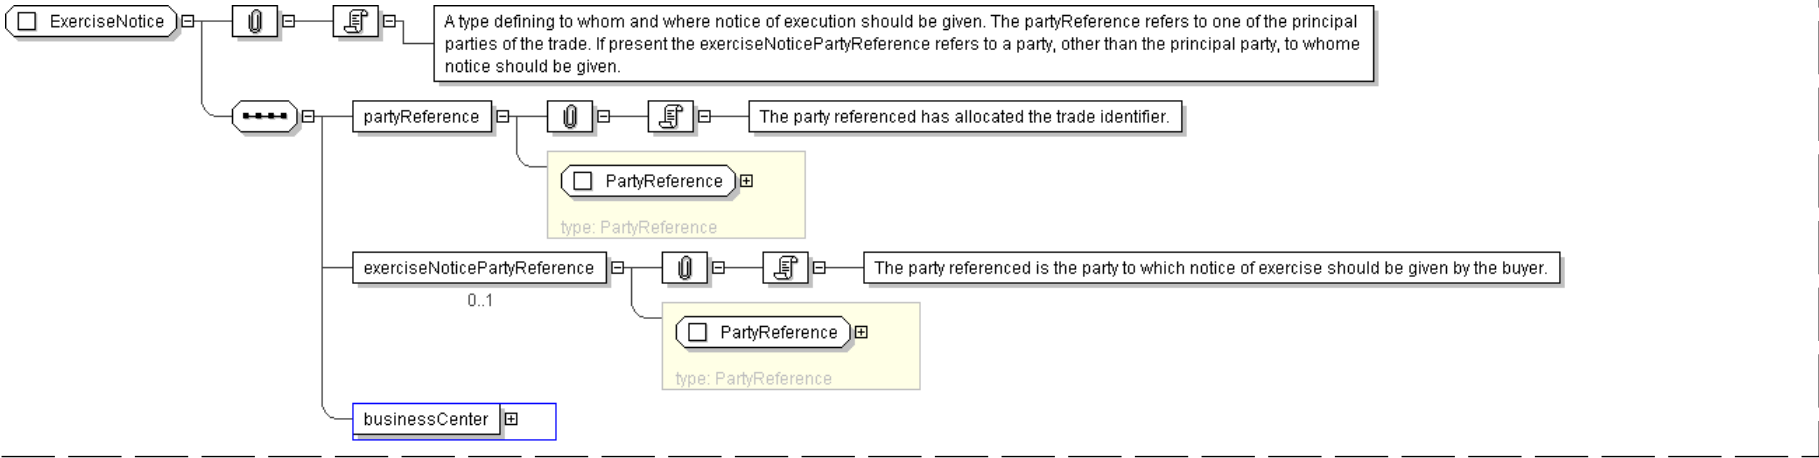 ExerciseNotice
A type defining to whom and where notice of execution should be given. The partyReference refers to one of the principal
parties of the trade. If present the exerciseNoticePartyReference refers to a party, other than the principal party, to whome
notice should be given.
partyReference
The party referenced has allocated the trade identifier.
PartyReference
type: PartyReference
exerciseNoticePartyReference
The party referenced is the party to which notice of exercise should be given by the buyer.
0..1
PartyReference
type: PartyReference
businessCenter